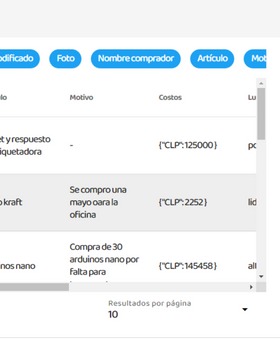 odificado Foto Nombre comprador Artículo Mot
ulo Motivo Costos Lu
et y respuesto
iquetadora - {"CLP":125000 } po
o kraft Se compro una
mayo oara la
oficina {"CLP":2252 } lid
inos nano Compra de 30
arduinos nano por
falta para {"CLP":145458 } alt
Resultados por página
10